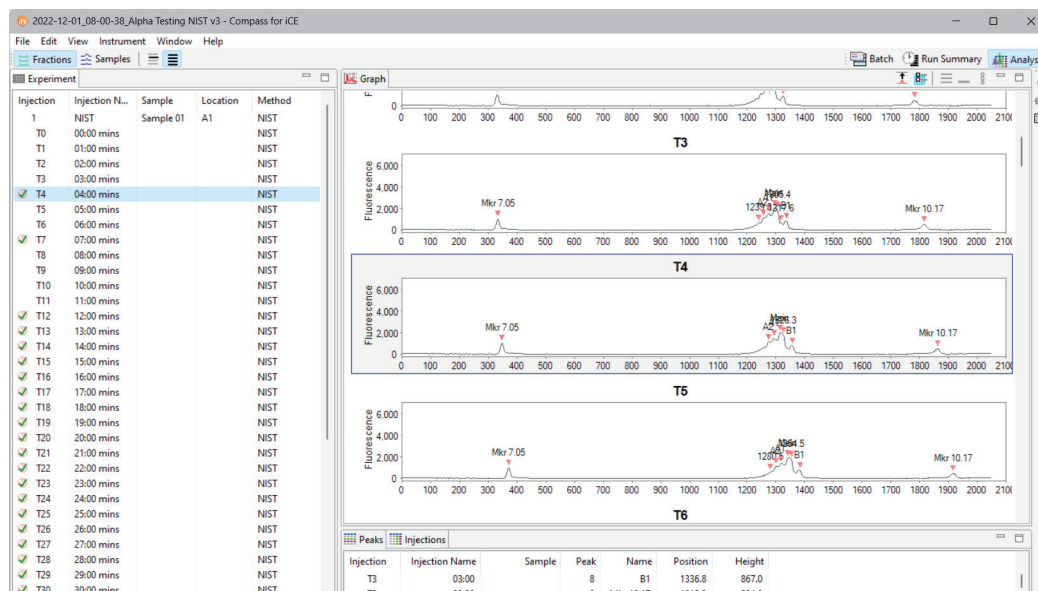 iCE 2022-12-01_08-00-38_Alpha Testing NIST v3 - Compass for iCE
File Edit View Instrument Window Help
Fractions Samples Batch Run Summary Analys
Experiment
Injection Injection N... Sample Location Method
1 NIST Sample 01 A1 NIST
T0 00:00 mins NIST
T1 01:00 mins NIST
T2 02:00 mins NIST
T3 03:00 mins NIST
T4 04:00 mins NIST
T5 05:00 mins NIST
T6 06:00 mins NIST
T7 07:00 mins NIST
T8 08:00 mins NIST
T9 09:00 mins NIST
T10 10:00 mins NIST
T11 11:00 mins NIST
T12 12:00 mins NIST
T13 13:00 mins NIST
T14 14:00 mins NIST
T15 15:00 mins NIST
T16 16:00 mins NIST
T17 17:00 mins NIST
T18 18:00 mins NIST
T19 19:00 mins NIST
T20 20:00 mins NIST
T21 21:00 mins NIST
T22 22:00 mins NIST
T23 23:00 mins NIST
T24 24:00 mins NIST
T25 25:00 mins NIST
T26 26:00 mins NIST
T27 27:00 mins NIST
T28 28:00 mins NIST
T29 29:00 mins NIST
T30 30:00 mins NIST
Graph
0
0 100 200 300 400 500 600 700 800 900 1000 1100 1200 1300 1400 1500 1600 1700 1800 1900 2000 210
T3
Fluorescence
6,000
4,000
2,000
0
Mkr 7.05
B1
Mkr 10.17
0 100 200 300 400 500 600 700 800 900 1000 1100 1200 1300 1400 1500 1600 1700 1800 1900 2000 210
T4
Fluorescence
6,000
4,000
2,000
0
Mkr 7.05
A2
B1
Mkr 10.17
0 100 200 300 400 500 600 700 800 900 1000 1100 1200 1300 1400 1500 1600 1700 1800 1900 2000 210
T5
Fluorescence
6,000
4,000
2,000
0
Mkr 7.05
B1
Mkr 10.17
0 100 200 300 400 500 600 700 800 900 1000 1100 1200 1300 1400 1500 1600 1700 1800 1900 2000 210
T6
Peaks Injections
Injection Injection Name Sample Peak Name Position Height
T3 03:00 8 B1 1336.8 867.0